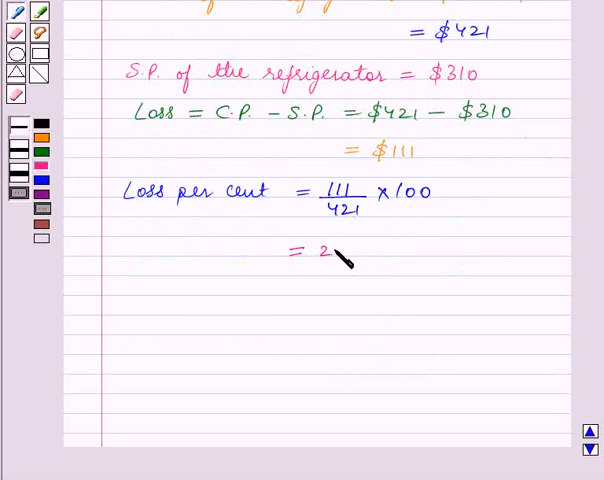 = $421
S.P. of the refrigerator = $310
Loss = C.P. - S.P. = $421 - $310
= $111
Loss per cent = 111/421 × 100
= 2